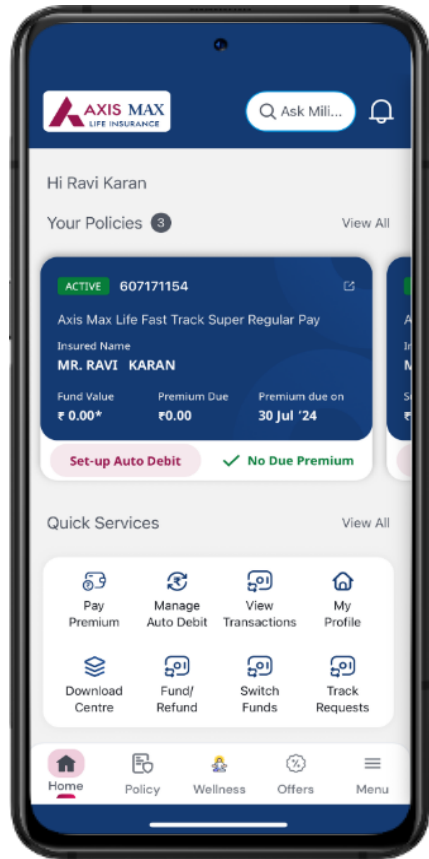 AXIS MAX
LIFE INSURANCE
Ask Mili...
Hi Ravi Karan
Your Policies 3
View All
ACTIVE 607171154
Axis Max Life Fast Track Super Regular Pay
Insured Name
MR. RAVI KARAN
Fund Value Premium Due Premium due on
₹ 0.00* ₹0.00 30 Jul '24
Set-up Auto Debit No Due Premium
Quick Services
View All
Pay Premium
Manage Auto Debit
View Transactions
My Profile
Download Centre
Fund/ Refund
Switch Funds
Track Requests
Home Policy Wellness Offers Menu